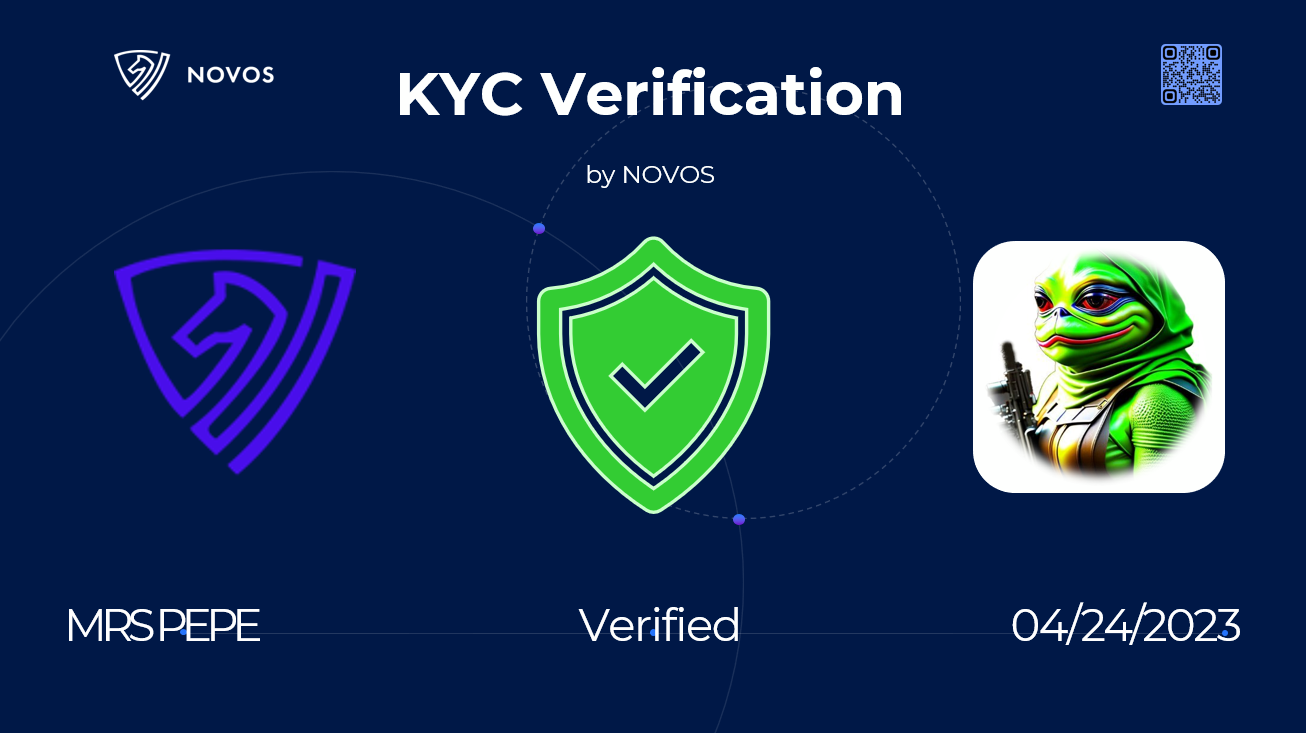 NOVOS
KYC Verification
by NOVOS
MRS PEPE
Verified
04/24/2023